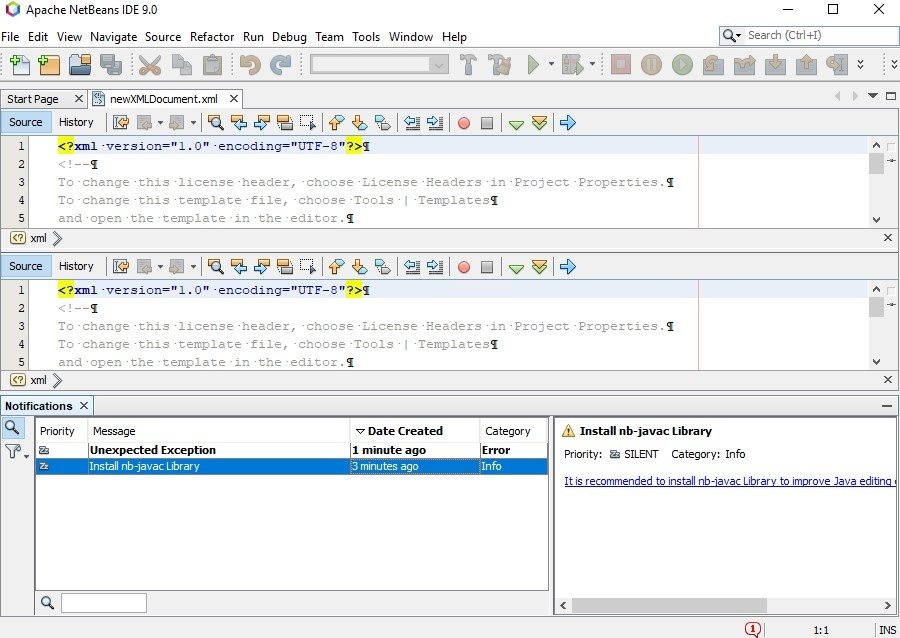 Apache NetBeans IDE 9.0
File Edit View Navigate Source Refactor Run Debug Team Tools Window Help
Search (Ctrl+I)
Start Page newXMLDocument.xml
Source History
1 <?xml·version="1.0"·encoding="UTF-8"?>¶
2 <!--¶
3 To·change·this·license·header,·choose·License·Headers·in·Project·Properties.¶
4 To·change·this·template·file,·choose·Tools·|·Templates¶
5 and·open·the·template·in·the·editor.¶
xml
Source History
1 <?xml·version="1.0"·encoding="UTF-8"?>¶
2 <!--¶
3 To·change·this·license·header,·choose·License·Headers·in·Project·Properties.¶
4 To·change·this·template·file,·choose·Tools·|·Templates¶
5 and·open·the·template·in·the·editor.¶
xml
Notifications
Priority Message Date Created Category
Unexpected Exception 1 minute ago Error
Install nb-javac Library 3 minutes ago Info
Install nb-javac Library
Priority: SILENT Category: Info
It is recommended to install nb-javac Library to improve Java editing
1 1:1 INS